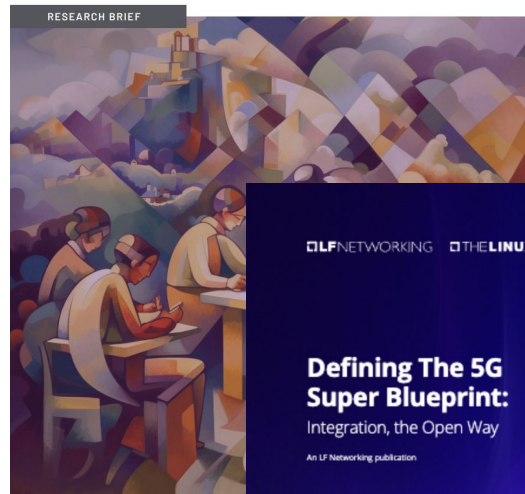 RESEARCH BRIEF
LFNETWORKING THELINU
Defining The 5G
Super Blueprint:
Integration, the Open Way
An LF Networking publication